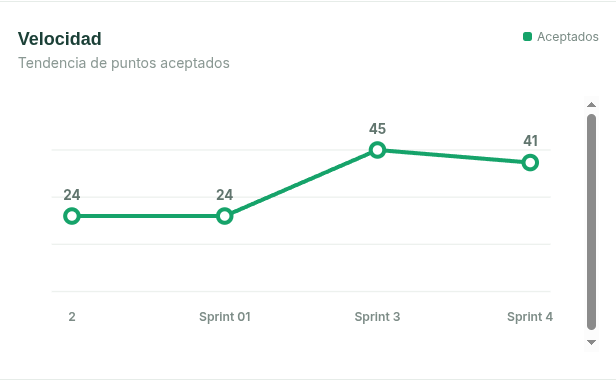 Velocidad
Aceptados
Tendencia de puntos aceptados
45
41
24
24
2
Sprint 01
Sprint 3
Sprint 4